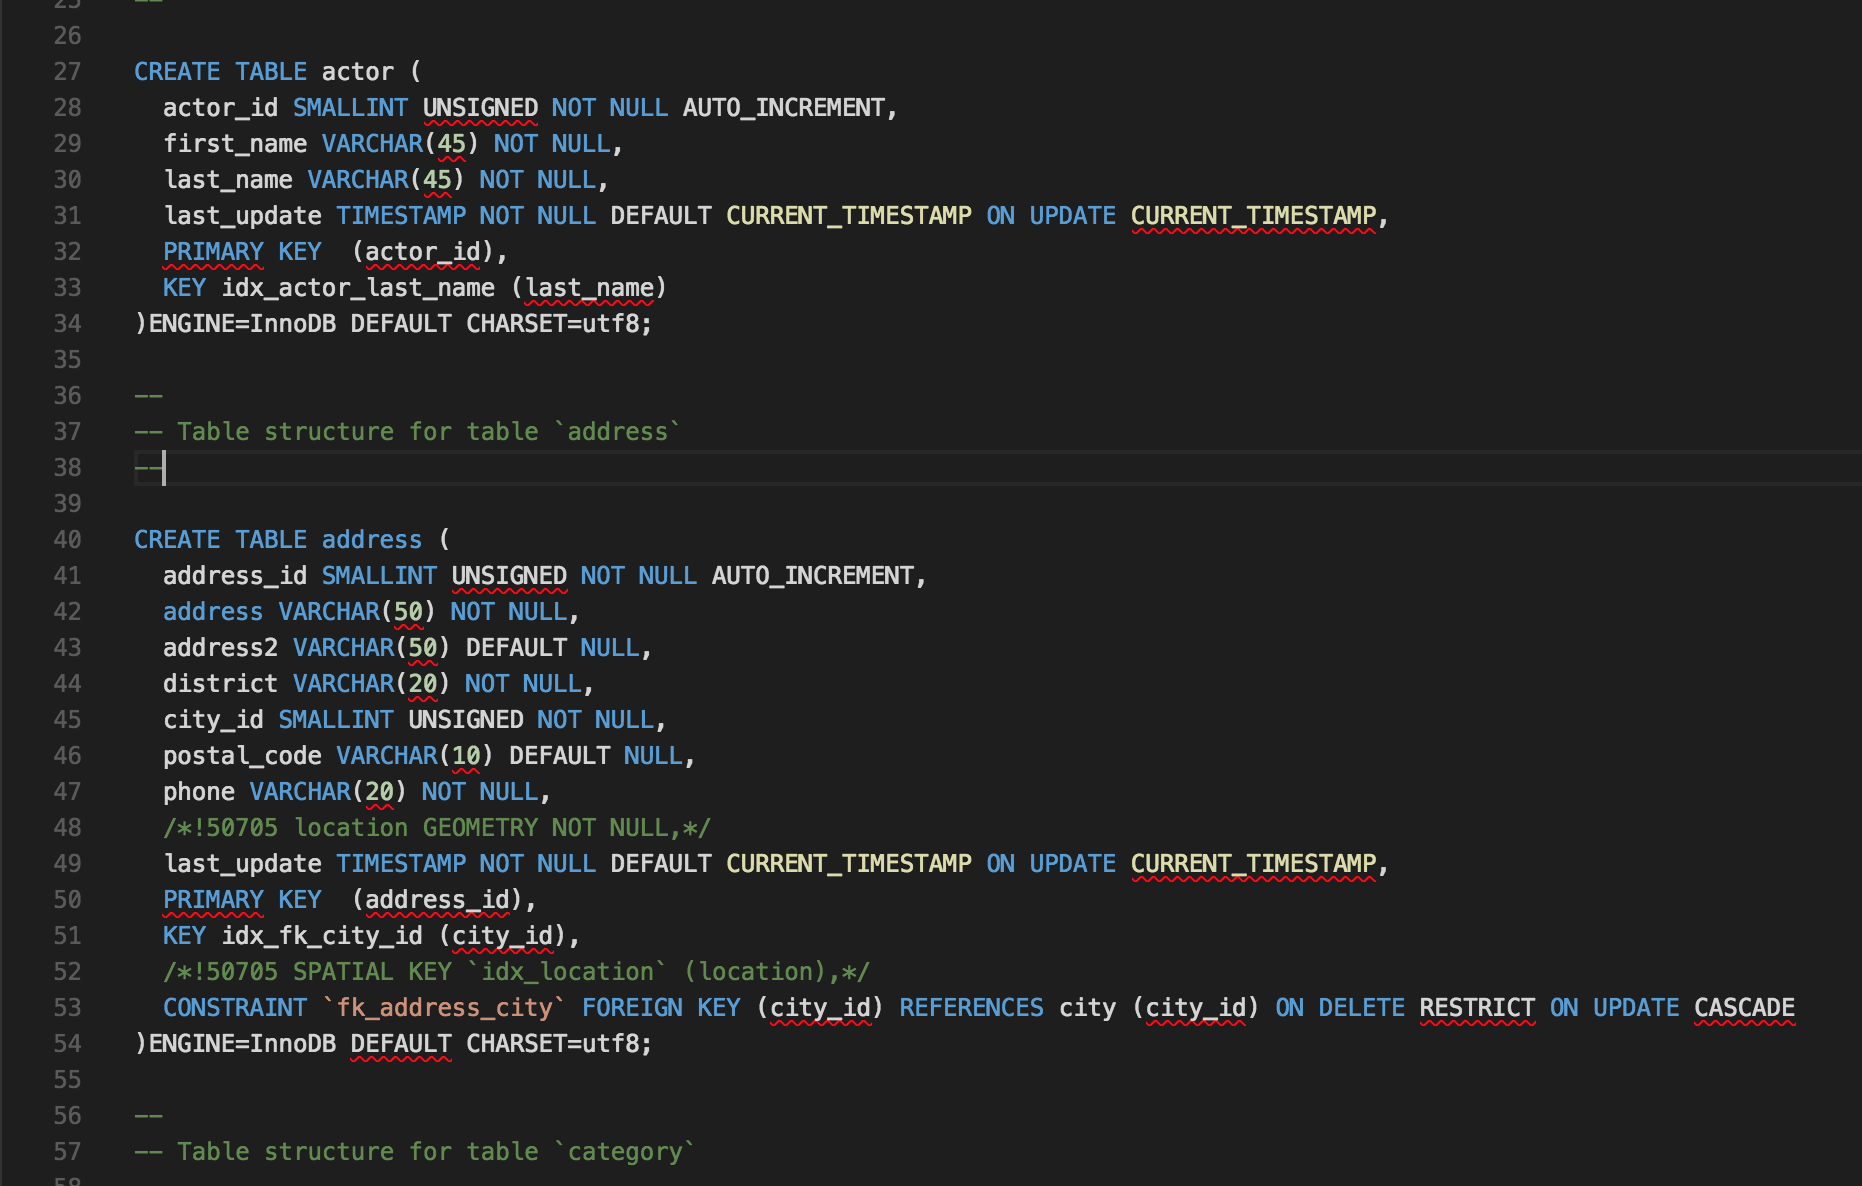 25 --
26
27 CREATE TABLE actor (
28 actor_id SMALLINT UNSIGNED NOT NULL AUTO_INCREMENT,
29 first_name VARCHAR(45) NOT NULL,
30 last_name VARCHAR(45) NOT NULL,
31 last_update TIMESTAMP NOT NULL DEFAULT CURRENT_TIMESTAMP ON UPDATE CURRENT_TIMESTAMP,
32 PRIMARY KEY  (actor_id),
33 KEY idx_actor_last_name (last_name)
34 )ENGINE=InnoDB DEFAULT CHARSET=utf8;
35
36 --
37 -- Table structure for table `address`
38 --
39
40 CREATE TABLE address (
41 address_id SMALLINT UNSIGNED NOT NULL AUTO_INCREMENT,
42 address VARCHAR(50) NOT NULL,
43 address2 VARCHAR(50) DEFAULT NULL,
44 district VARCHAR(20) NOT NULL,
45 city_id SMALLINT UNSIGNED NOT NULL,
46 postal_code VARCHAR(10) DEFAULT NULL,
47 phone VARCHAR(20) NOT NULL,
48 /*!50705 location GEOMETRY NOT NULL,*/
49 last_update TIMESTAMP NOT NULL DEFAULT CURRENT_TIMESTAMP ON UPDATE CURRENT_TIMESTAMP,
50 PRIMARY KEY  (address_id),
51 KEY idx_fk_city_id (city_id),
52 /*!50705 SPATIAL KEY `idx_location` (location),*/
53 CONSTRAINT `fk_address_city` FOREIGN KEY (city_id) REFERENCES city (city_id) ON DELETE RESTRICT ON UPDATE CASCADE
54 )ENGINE=InnoDB DEFAULT CHARSET=utf8;
55
56 --
57 -- Table structure for table `category`
58